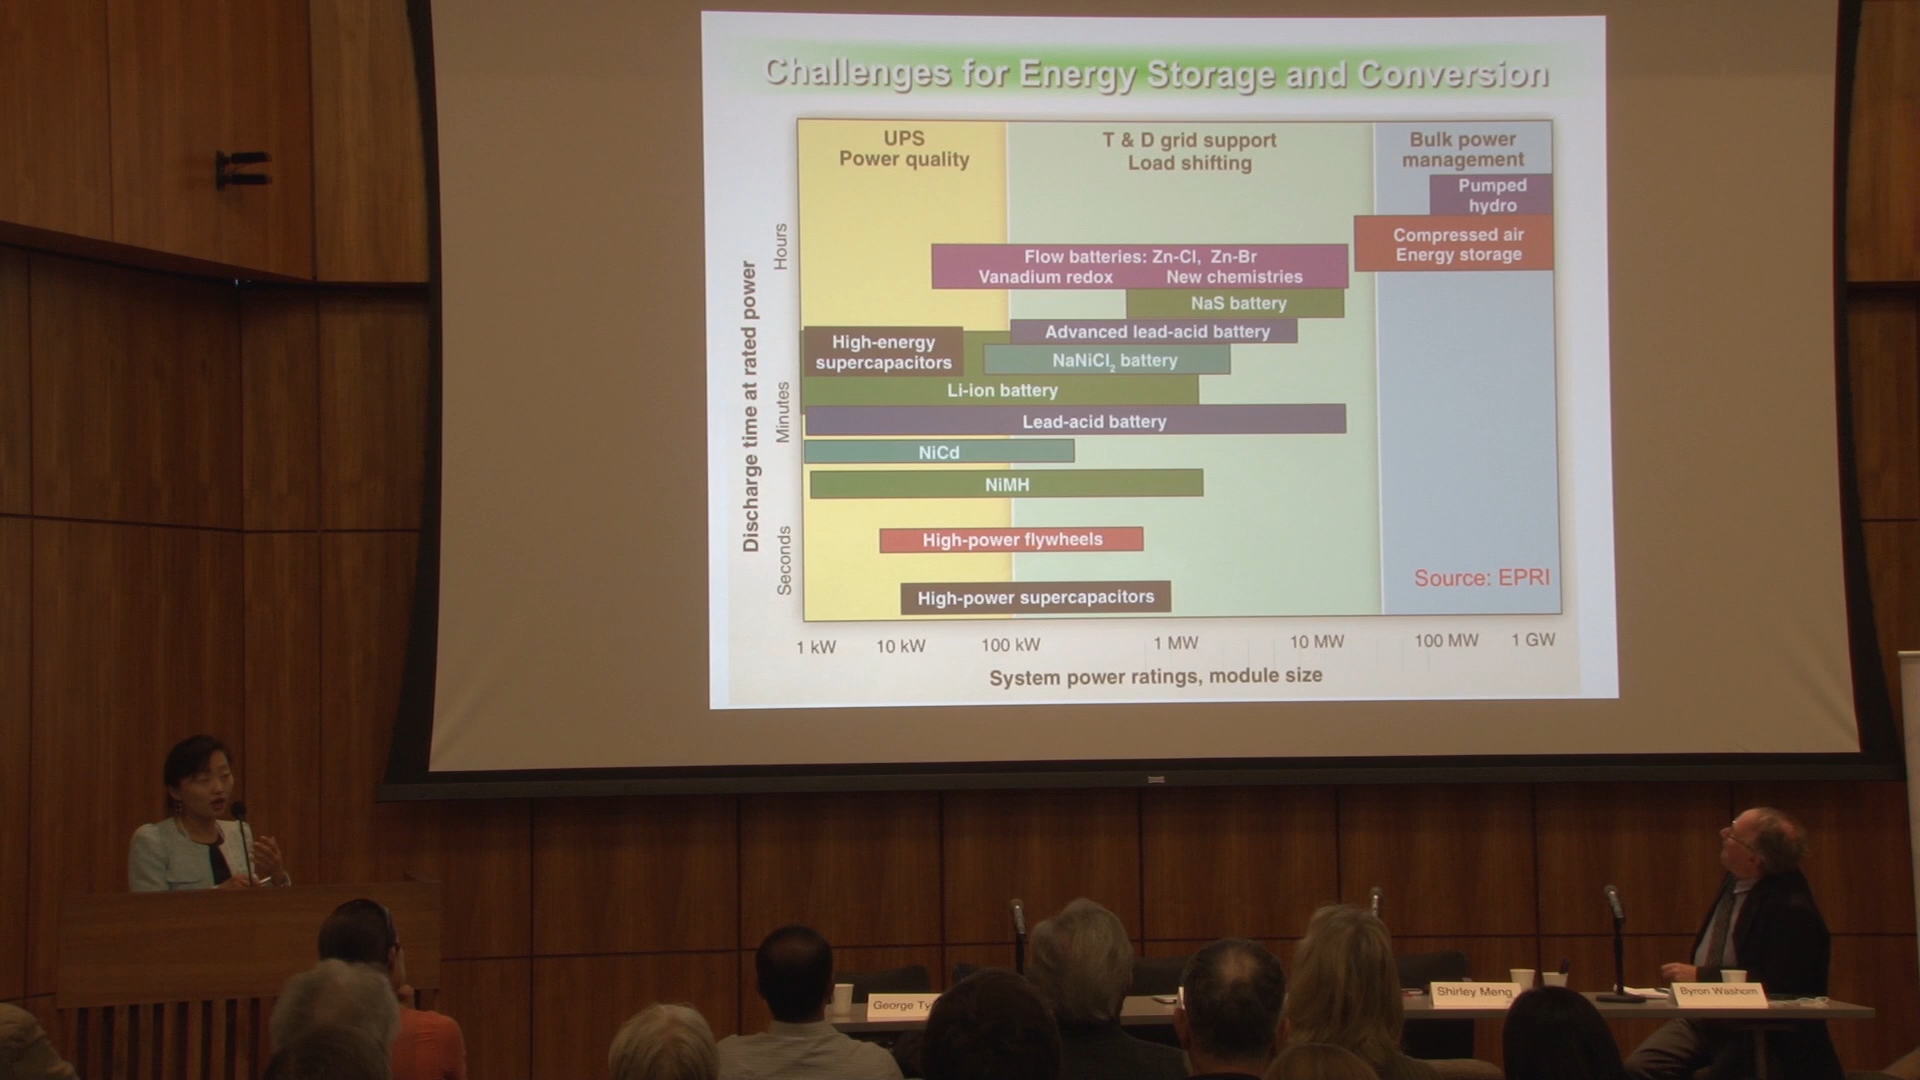 Challenges for Energy Storage and Conversion
UPS
Power quality
T & D grid support
Load shifting
Bulk power
management
Pumped
hydro
Compressed air
Energy storage
Flow batteries: Zn-Cl, Zn-Br
Vanadium redox New chemistries
NaS battery
Advanced lead-acid battery
High-energy
supercapacitors
NaNiCl₂ battery
Li-ion battery
Lead-acid battery
NiCd
NiMH
High-power flywheels
High-power supercapacitors
Source: EPRI
Discharge time at rated power
Hours
Minutes
Seconds
1 kW 10 kW 100 kW 1 MW 10 MW 100 MW 1 GW
System power ratings, module size
George
Shirley Meng
Byron Washom